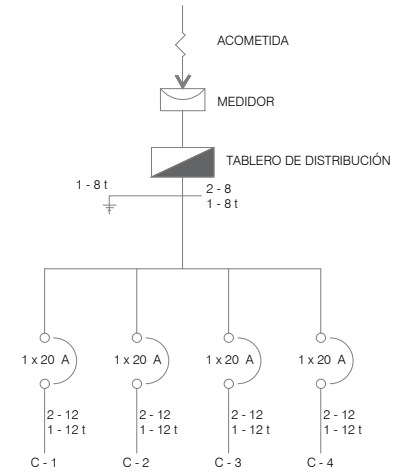 ACOMETIDA
MEDIDOR
TABLERO DE DISTRIBUCIÓN
1 - 8 t
2 - 8
1 - 8 t
1 x 20 A
1 x 20 A
1 x 20 A
1 x 20 A
2 - 12
1 - 12 t
2 - 12
1 - 12 t
2 - 12
1 - 12 t
2 - 12
1 - 12 t
C - 1
C - 2
C - 3
C - 4